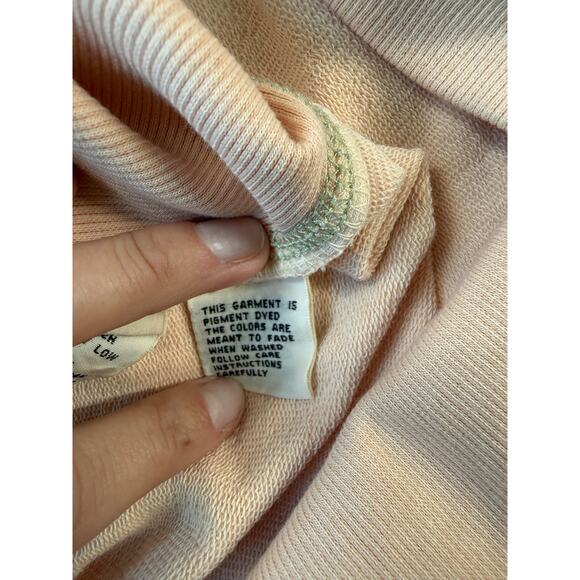 THIS GARMENT IS
PIGMENT DYED
THE COLORS ARE
MEANT TO FADE
WHEN WASHED
FOLLOW CARE
INSTRUCTIONS
CAREFULLY
LOW